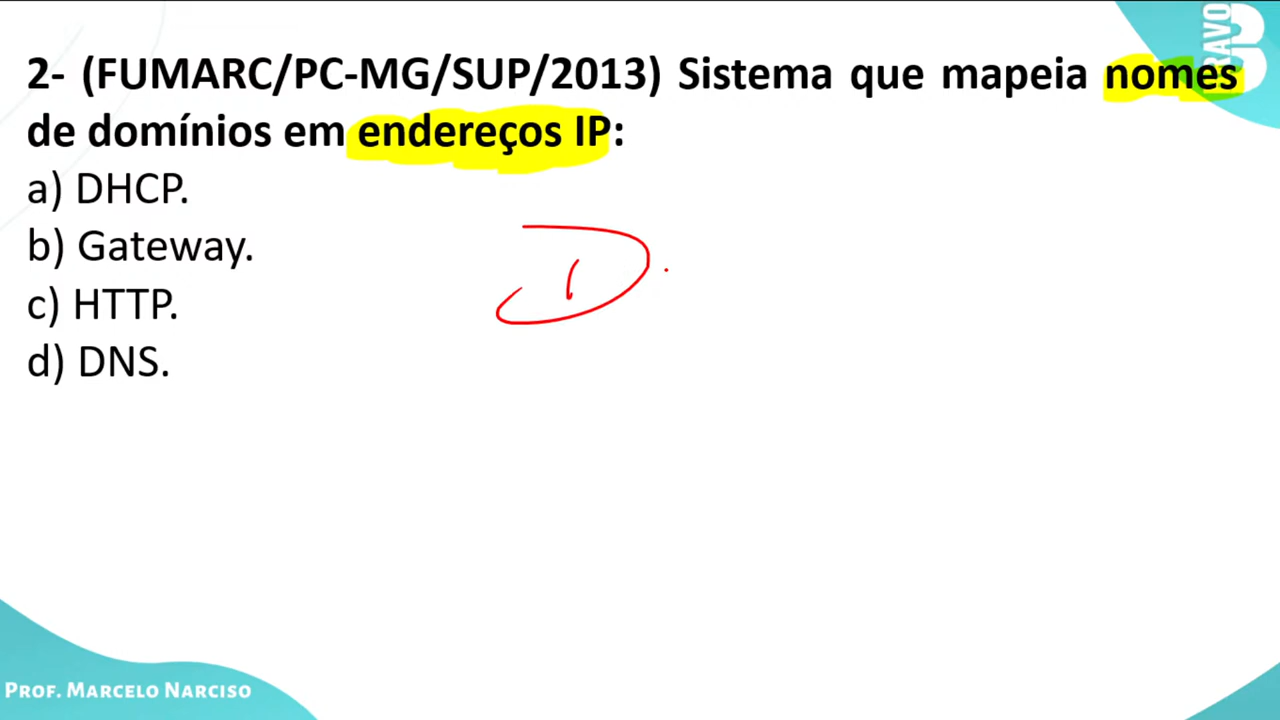 2- (FUMARC/PC-MG/SUP/2013) Sistema que mapeia nomes
de domínios em endereços IP:
a) DHCP.
b) Gateway.
c) HTTP.
d) DNS.
D.
PROF. MARCELO NARCISO